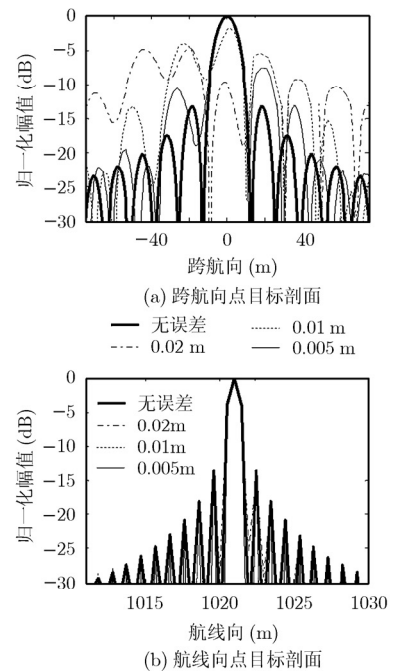 0
−5
−10
−15
−20
−25
−30
归一化幅值 (dB)
−40 0 40
跨航向 (m)
(a) 跨航向点目标剖面
无误差 0.01 m
0.02 m 0.005 m
0
−5
−10
−15
−20
−25
−30
归一化幅值 (dB)
无误差
0.02m
0.01m
0.005m
1015 1020 1025 1030
航线向 (m)
(b) 航线向点目标剖面